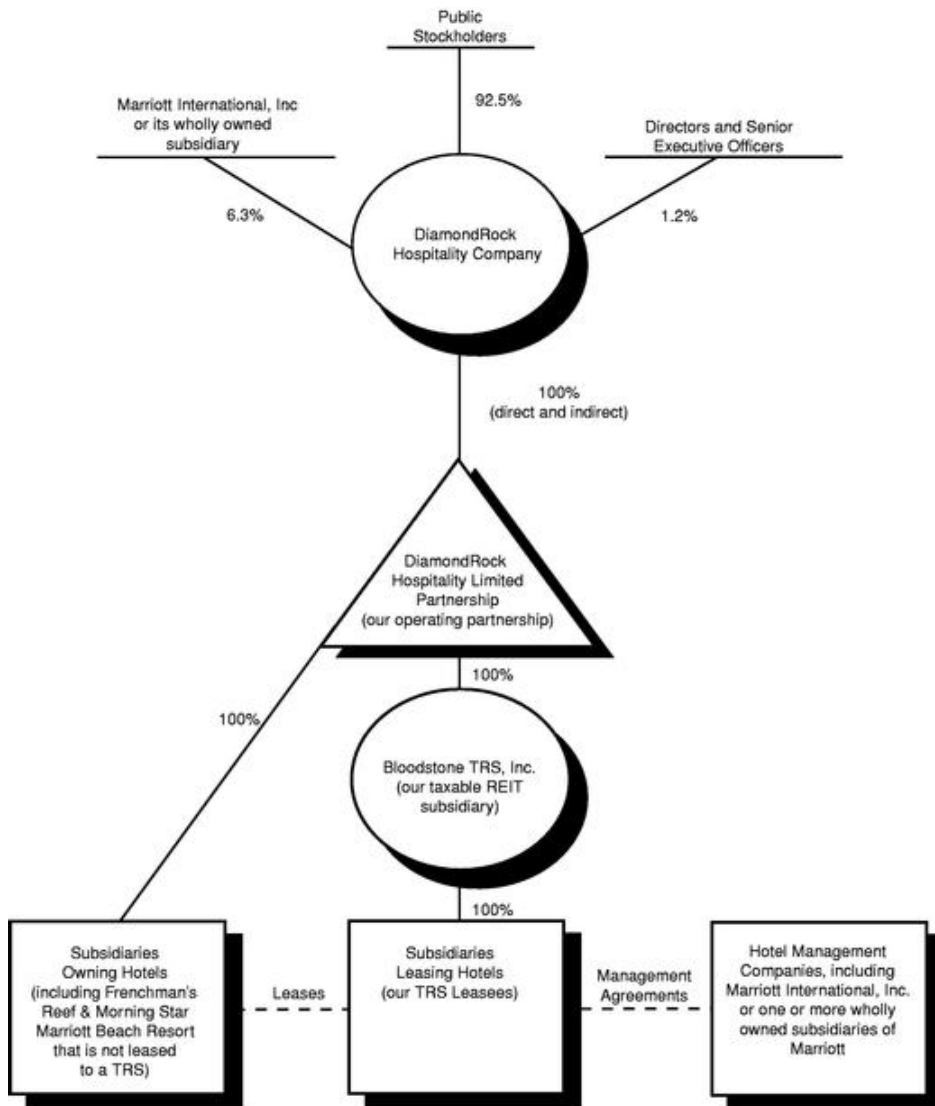 Public
Stockholders
92.5%
Marriott International, Inc
or its wholly owned
subsidiary
6.3%
Directors and Senior
Executive Officers
1.2%
DiamondRock
Hospitality Company
100%
(direct and indirect)
DiamondRock
Hospitality Limited
Partnership
(our operating partnership)
100%
100%
Bloodstone TRS, Inc.
(our taxable REIT
subsidiary)
100%
Subsidiaries
Owning Hotels
(including Frenchman's
Reef & Morning Star
Marriott Beach Resort
that is not leased
to a TRS)
Leases
Subsidiaries
Leasing Hotels
(our TRS Leasees)
Management
Agreements
Hotel Management
Companies, including
Marriott International, Inc.
or one or more wholly
owned subsidiaries of
Marriott